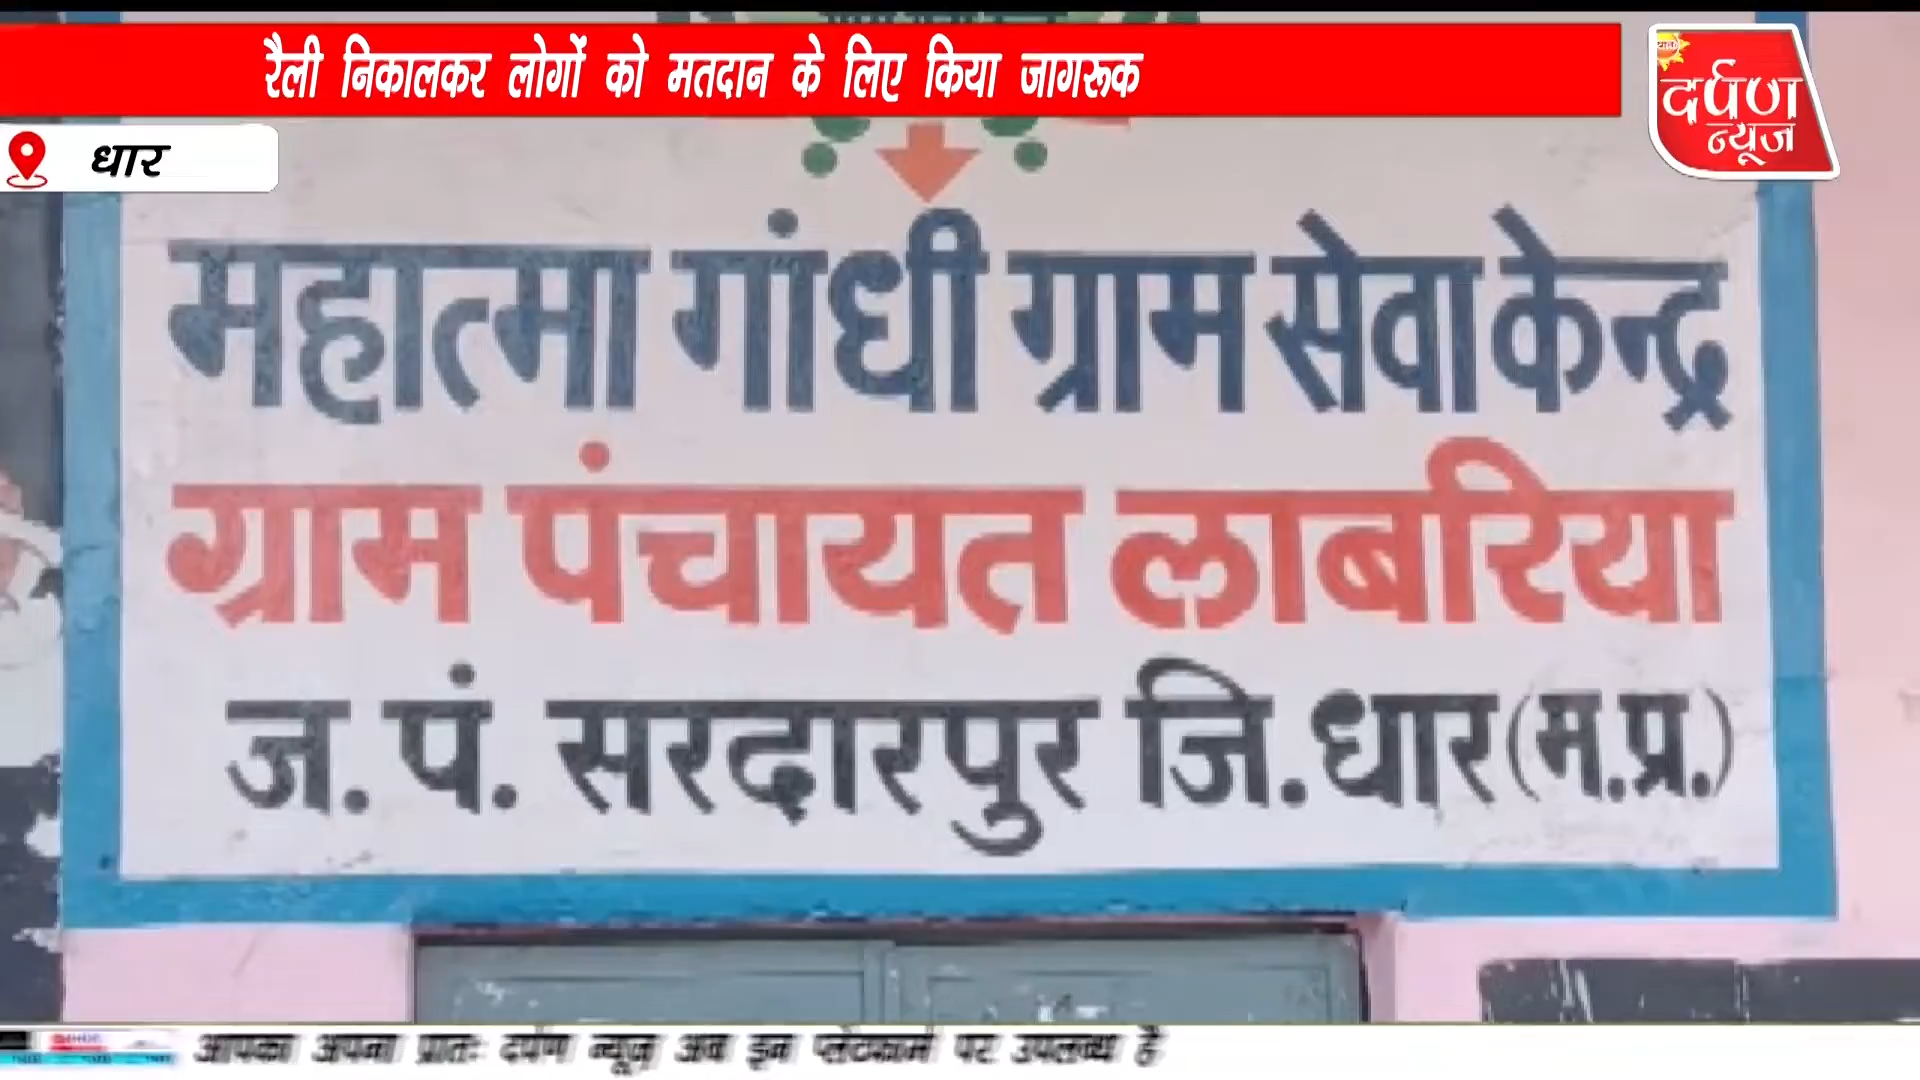 रैली निकालकर लोगों को मतदान के लिए किया जागरूक
दर्पण
न्यूज
धार
महात्मा गांधी ग्राम सेवा केन्द्र
ग्राम पंचायत लाबरिया
ज. पं. सरदारपुर जि. धार (म.प्र.)
आपका अपना प्रातः दर्पण न्यूज़ अब इन प्लेटफार्म पर उपलब्ध है